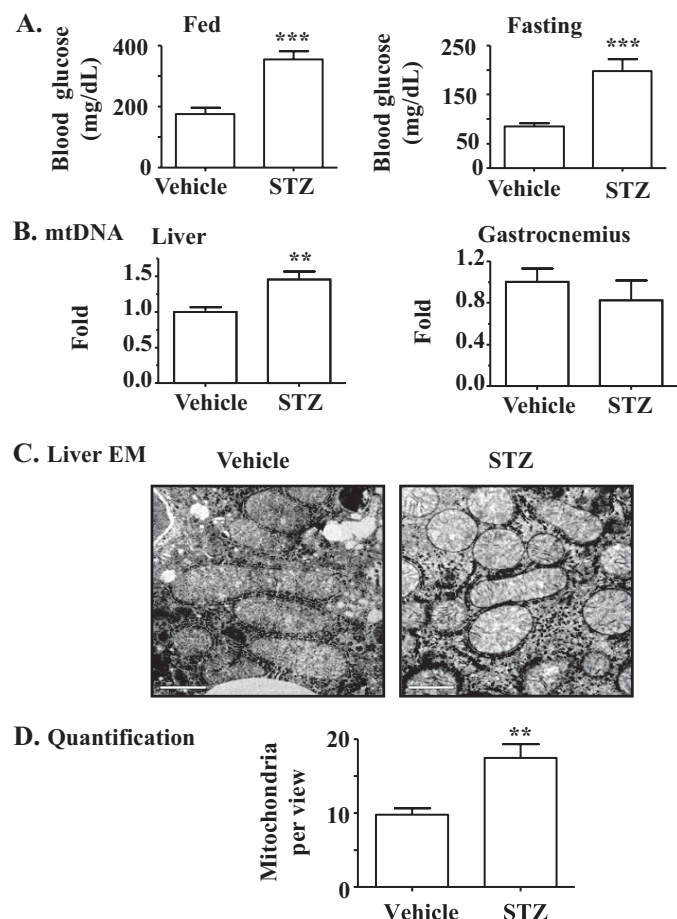 A.
Fed
Blood glucose
(mg/dL)
400
200
0
***
Vehicle STZ
Fasting
Blood glucose
(mg/dL)
250
150
50
0
***
Vehicle STZ
B. mtDNA Liver
Fold
1.5
1.0
0.5
0.0
**
Vehicle STZ
Gastrocnemius
Fold
1.2
0.8
0.4
0.0
Vehicle STZ
C. Liver EM
Vehicle STZ
D. Quantification
Mitochondria
per view
20
10
0
**
Vehicle STZ